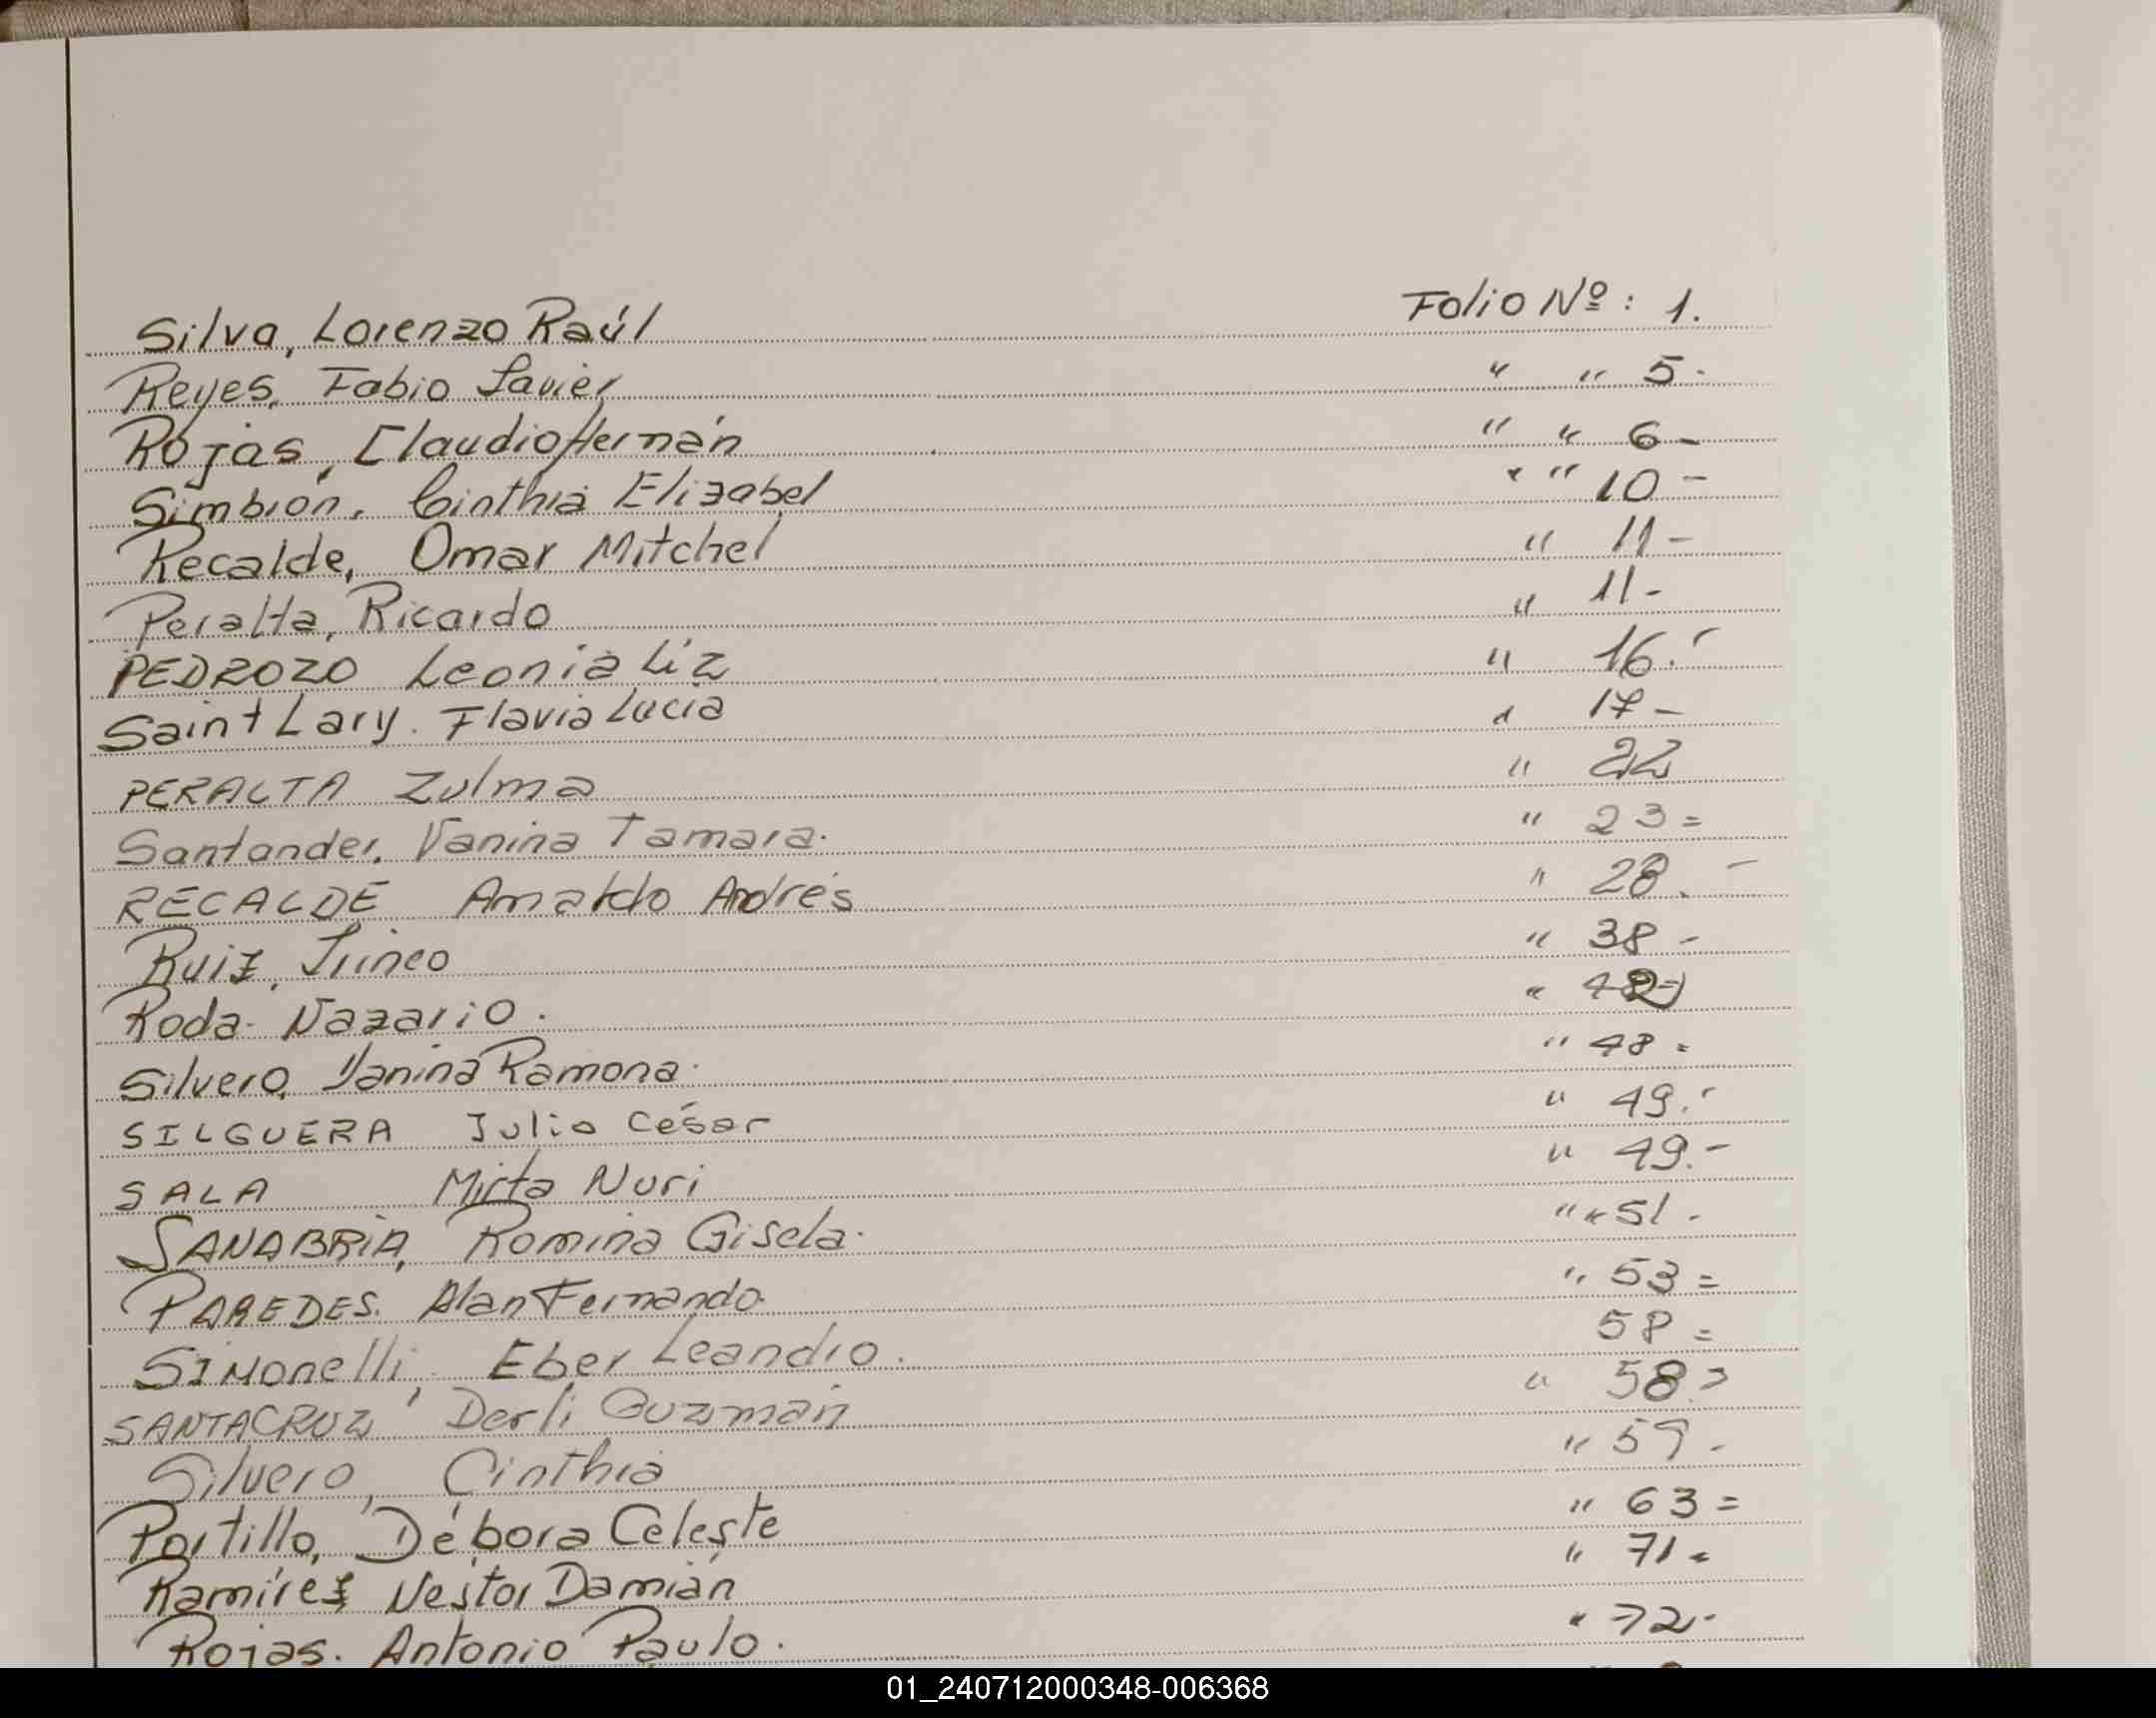 Silva, Lorenzo Raúl Folio Nº: 1.
Reyes, Fabio Javier " " 5-
Rojas, Claudio Hernán " " 6-
Simbrón, Cinthia Elizabel " " 10-
Recalde, Omar Mitchel " 11-
Peralta, Ricardo " 11-
PEDROZO Leonia Liz " 16.-
Saint Lary. Flavia Lucia " 17-
PERALTA Zulma " 22
Santander, Vanina Tamara. " 23=
RECALDE Arnaldo Andrés " 28.-
Ruiz, Irineo " 38-
Roda. Nazario. "
Silvero, Yanina Ramona. " 48=
SILGUERA Julio César " 49.-
SALA Mirta Nuri " 49.-
SANABRIA, Romina Gisela. " " 51-
PAREDES. Alan Fernando. " 53=
SIMonelli, Eber Leandro. 58=
SANTACRUZ, Derli Guzmán " 58=
Silvero, Cinthia " 59-
Portillo, Débora Celeste " 63=
Ramírez Nestor Damián " 71=
Rojas. Antonio Paulo. " 72-
01_240712000348-006368